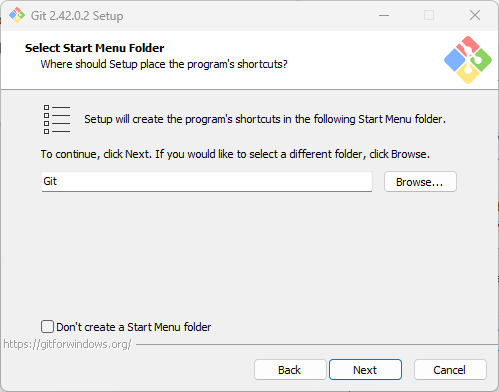 Git 2.42.0.2 Setup
Select Start Menu Folder
Where should Setup place the program's shortcuts?
Setup will create the program's shortcuts in the following Start Menu folder.
To continue, click Next. If you would like to select a different folder, click Browse.
Git
Browse...
Don't create a Start Menu folder
https://gitforwindows.org/
Back
Next
Cancel